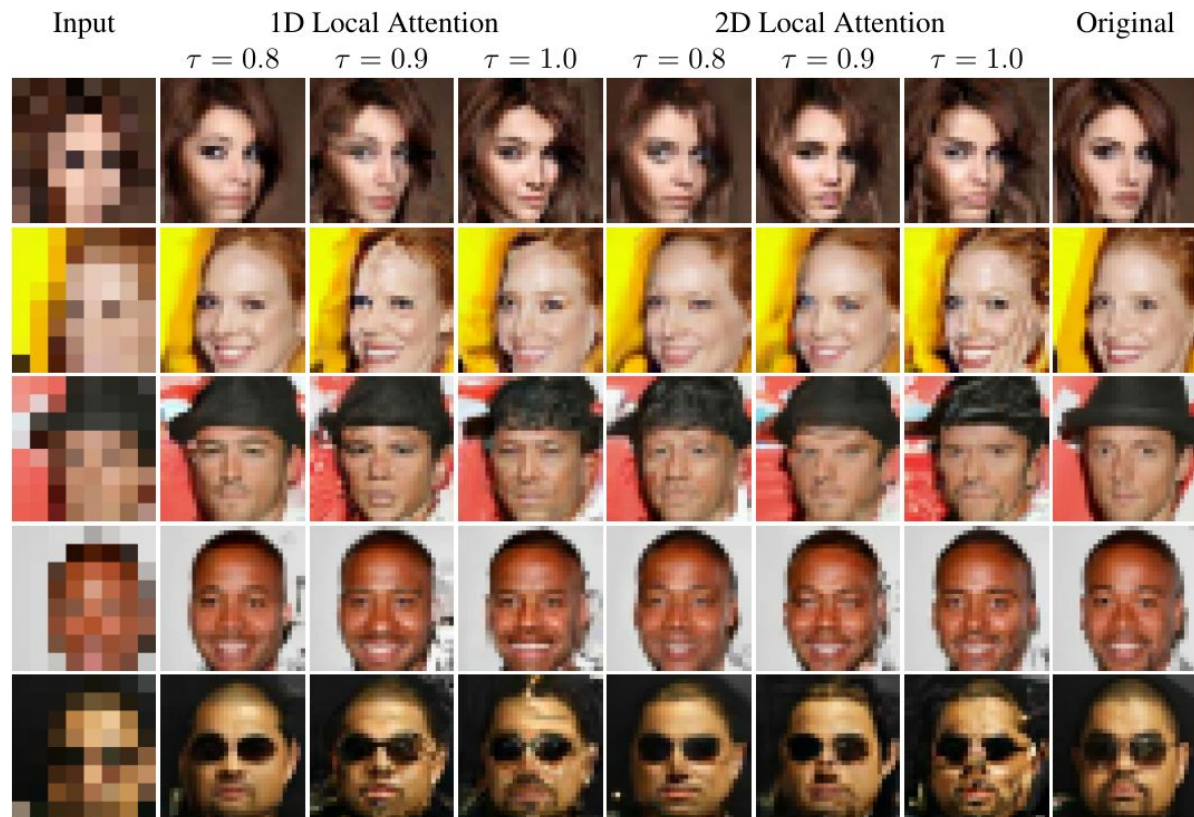 Input 1D Local Attention 2D Local Attention Original
τ = 0.8 τ = 0.9 τ = 1.0 τ = 0.8 τ = 0.9 τ = 1.0